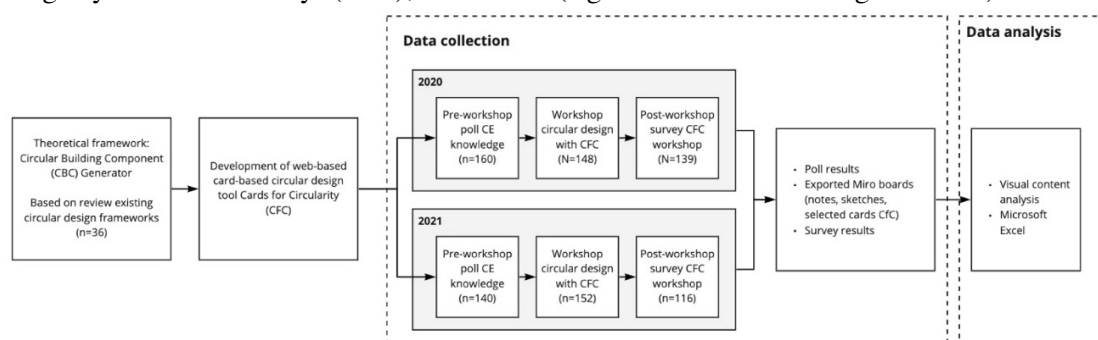 Data collection
Data analysis
2020
Pre-workshop
poll CE
knowledge
(n=160)
Workshop
circular design
with CFC
(N=148)
Post-workshop
survey CFC
workshop
(N=139)
Theoretical framework:
Circular Building Component
(CBC) Generator
Based on review existing
circular design frameworks
(n=36)
Development of web-based
card-based circular design
tool Cards for Circularity
(CFC)
2021
Pre-workshop
poll CE
knowledge
(n=140)
Workshop
circular design
with CFC
(n=152)
Post-workshop
survey CFC
workshop
(n=116)
• Poll results
• Exported Miro boards
(notes, sketches,
selected cards CfC)
• Survey results
• Visual content
analysis
• Microsoft
Excel